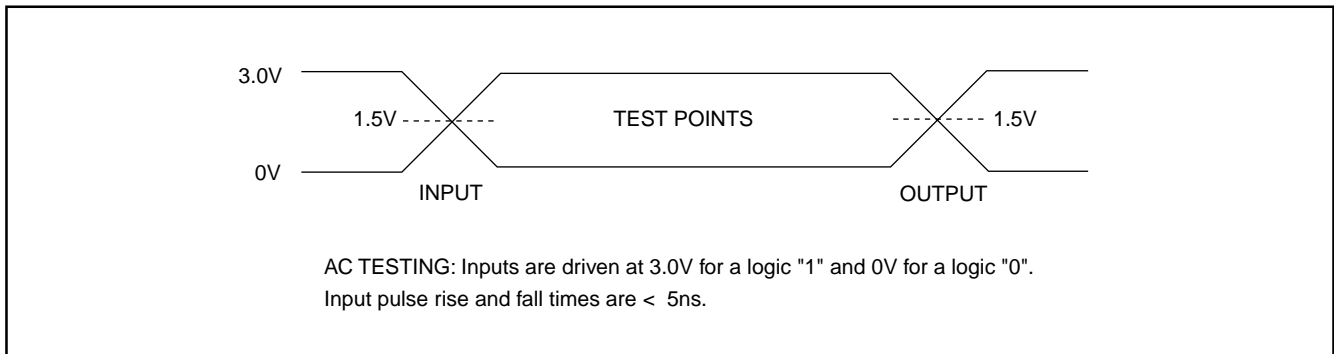 3.0V
1.5V
TEST POINTS
1.5V
0V
INPUT
OUTPUT
AC TESTING: Inputs are driven at 3.0V for a logic "1" and 0V for a logic "0".
Input pulse rise and fall times are < 5ns.